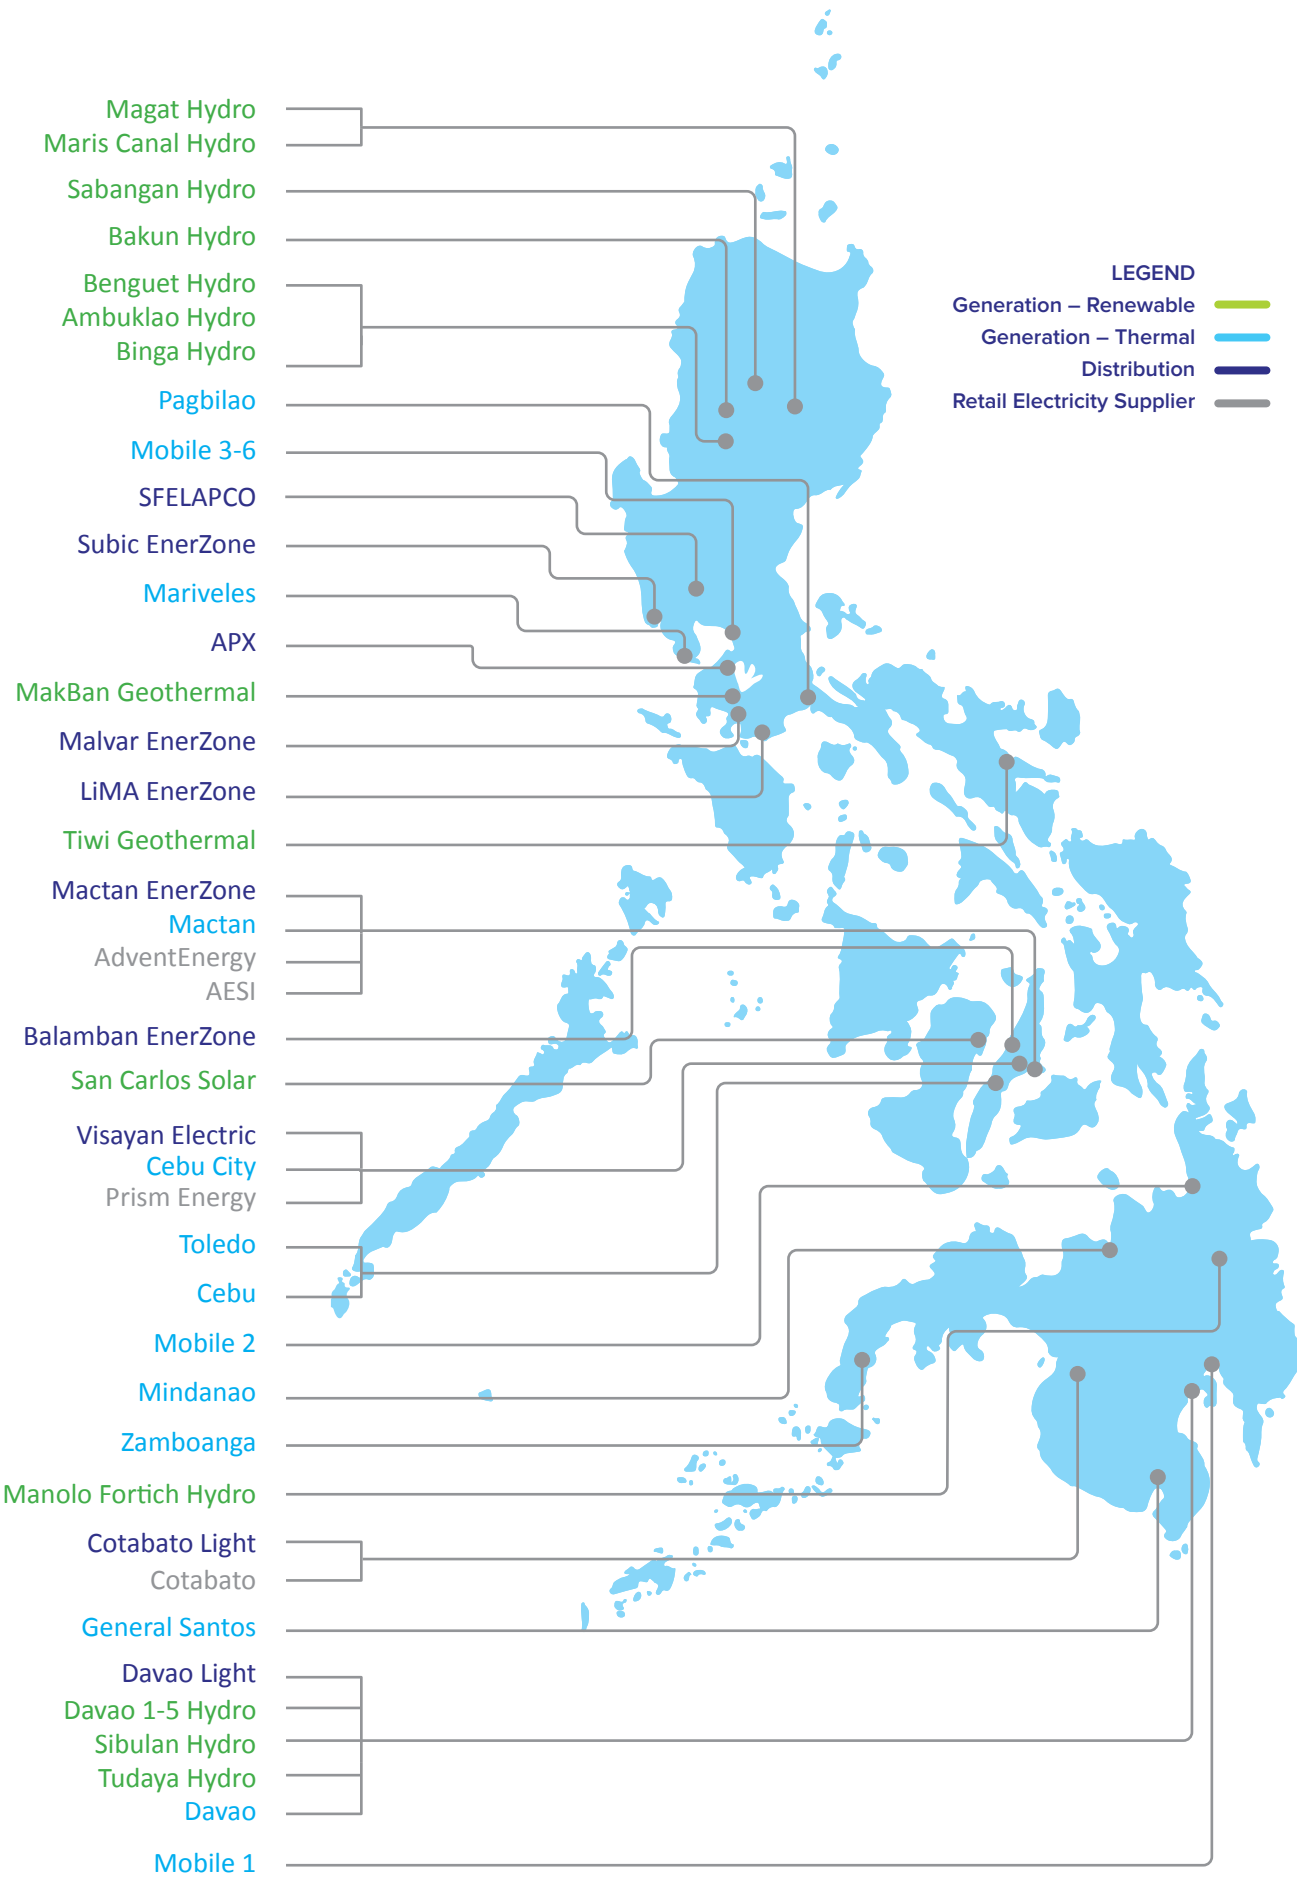 Magat Hydro
Maris Canal Hydro
Sabangan Hydro
Bakun Hydro
Benguet Hydro
Ambuklao Hydro
Binga Hydro
Pagbilao
Mobile 3-6
SFELAPCO
Subic EnerZone
Mariveles
APX
MakBan Geothermal
Malvar EnerZone
LiMA EnerZone
Tiwi Geothermal
Mactan EnerZone
Mactan
AdventEnergy
AESI
Balamban EnerZone
San Carlos Solar
Visayan Electric
Cebu City
Prism Energy
Toledo
Cebu
Mobile 2
Mindanao
Zamboanga
Manolo Fortich Hydro
Cotabato Light
Cotabato
General Santos
Davao Light
Davao 1-5 Hydro
Sibulan Hydro
Tudaya Hydro
Davao
Mobile 1
LEGEND
Generation – Renewable
Generation – Thermal
Distribution
Retail Electricity Supplier